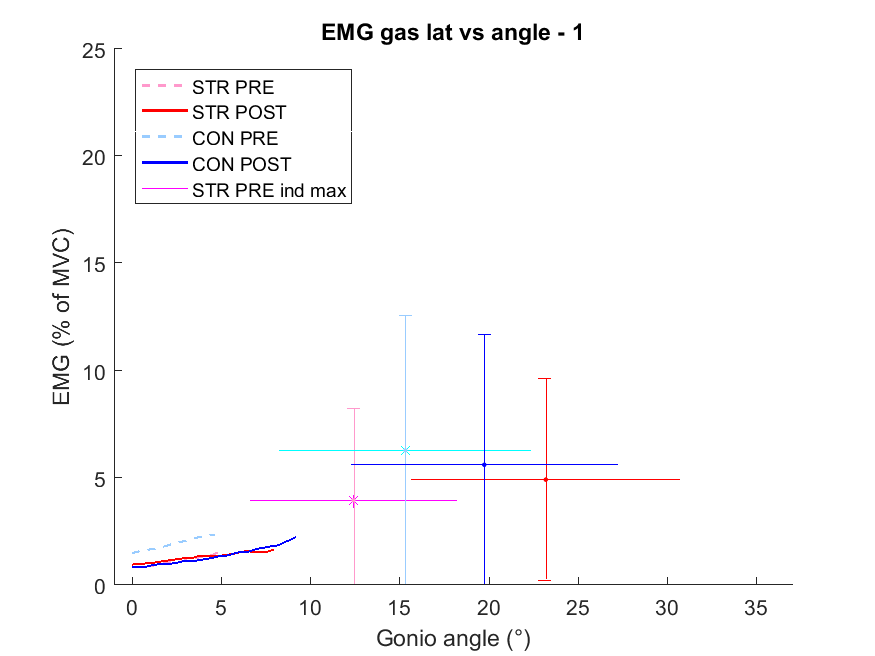 EMG gas lat vs angle - 1
25
20
15
10
5
0
EMG (% of MVC)
STR PRE
STR POST
CON PRE
CON POST
STR PRE ind max
0 5 10 15 20 25 30 35
Gonio angle (°)